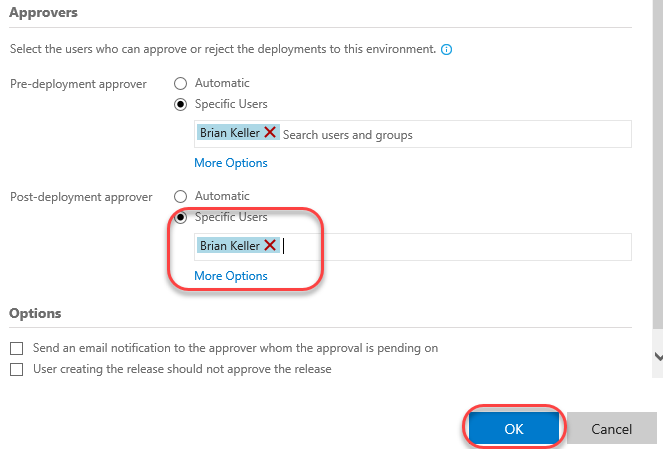 Approvers
Select the users who can approve or reject the deployments to this environment.
Pre-deployment approver
Automatic
Specific Users
Brian Keller Search users and groups
More Options
Post-deployment approver
Automatic
Specific Users
Brian Keller
More Options
Options
Send an email notification to the approver whom the approval is pending on
User creating the release should not approve the release
OK
Cancel